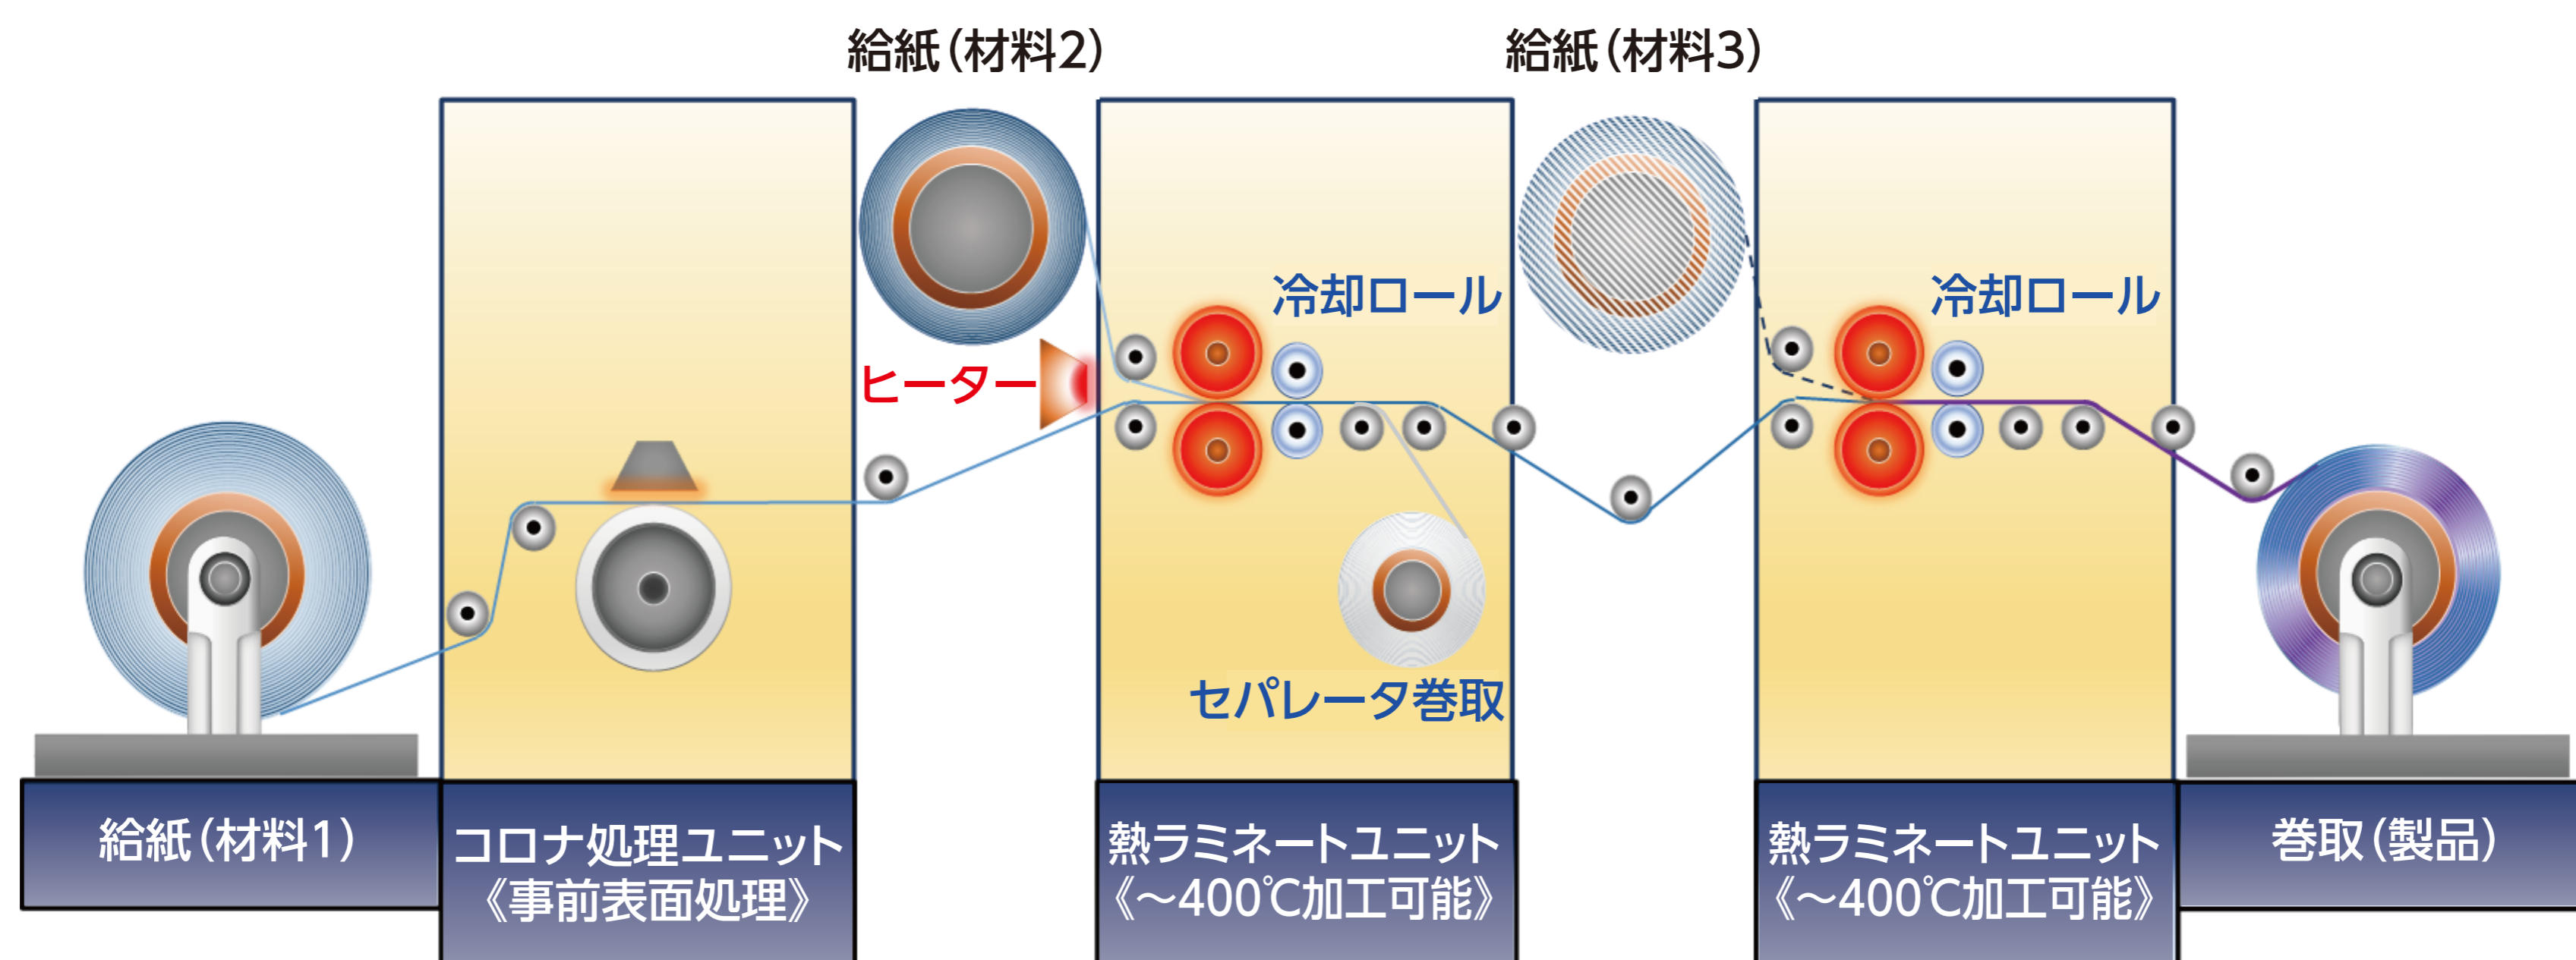 給紙（材料2）
給紙（材料3）
冷却ロール
冷却ロール
ヒーター
セパレータ巻取
給紙（材料1）
コロナ処理ユニット
《事前表面処理》
熱ラミネートユニット
《～400℃加工可能》
熱ラミネートユニット
《～400℃加工可能》
巻取（製品）